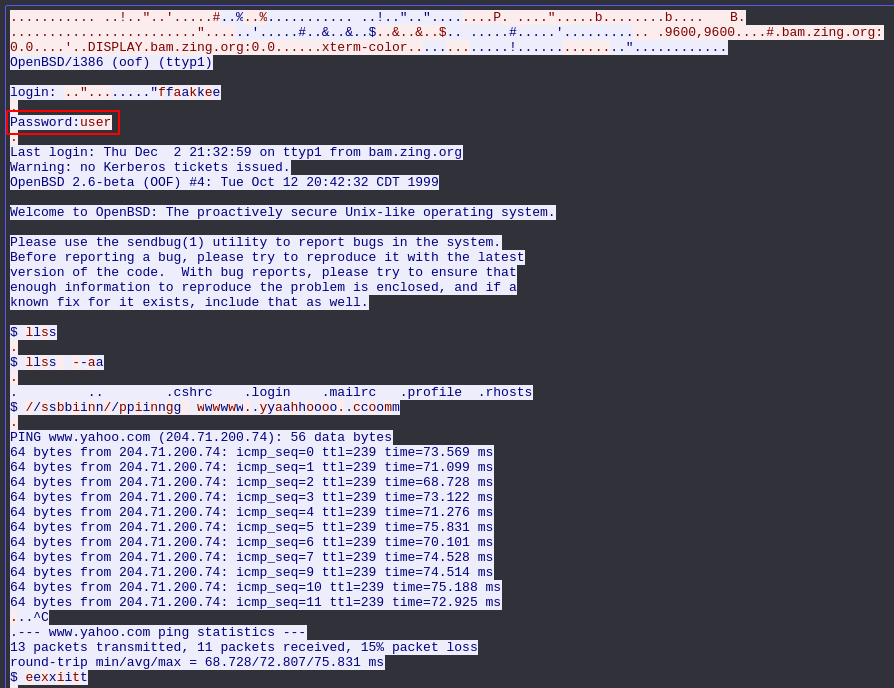 ........... ..!.."..'.....#..%..%........... ..!..".."........P. ....".....b........b.... B.
........................"......'.....#..&..&..$..&..&..$.. .....#.....'........... .9600,9600....#.bam.zing.org:
0.0....'..DISPLAY.bam.zing.org:0.0......xterm-color.............!.............."............
OpenBSD/i386 (oof) (ttyp1)
login: .."........"ffaakkee
.
Password:user
.
Last login: Thu Dec  2 21:32:59 on ttyp1 from bam.zing.org
Warning: no Kerberos tickets issued.
OpenBSD 2.6-beta (OOF) #4: Tue Oct 12 20:42:32 CDT 1999
Welcome to OpenBSD: The proactively secure Unix-like operating system.
Please use the sendbug(1) utility to report bugs in the system.
Before reporting a bug, please try to reproduce it with the latest
version of the code.  With bug reports, please try to ensure that
enough information to reproduce the problem is enclosed, and if a
known fix for it exists, include that as well.
$ llss
.
$ llss  --aa
.
.         ..        .cshrc    .login    .mailrc   .profile  .rhosts
$ //ssbbiinn//ppiinngg  wwwwww..yyaahhoooo..ccoomm
.
PING www.yahoo.com (204.71.200.74): 56 data bytes
64 bytes from 204.71.200.74: icmp_seq=0 ttl=239 time=73.569 ms
64 bytes from 204.71.200.74: icmp_seq=1 ttl=239 time=71.099 ms
64 bytes from 204.71.200.74: icmp_seq=2 ttl=239 time=68.728 ms
64 bytes from 204.71.200.74: icmp_seq=3 ttl=239 time=73.122 ms
64 bytes from 204.71.200.74: icmp_seq=4 ttl=239 time=71.276 ms
64 bytes from 204.71.200.74: icmp_seq=5 ttl=239 time=75.831 ms
64 bytes from 204.71.200.74: icmp_seq=6 ttl=239 time=70.101 ms
64 bytes from 204.71.200.74: icmp_seq=7 ttl=239 time=74.528 ms
64 bytes from 204.71.200.74: icmp_seq=9 ttl=239 time=74.514 ms
64 bytes from 204.71.200.74: icmp_seq=10 ttl=239 time=75.188 ms
64 bytes from 204.71.200.74: icmp_seq=11 ttl=239 time=72.925 ms
...^C
.--- www.yahoo.com ping statistics ---
13 packets transmitted, 11 packets received, 15% packet loss
round-trip min/avg/max = 68.728/72.807/75.831 ms
$ eexxiitt